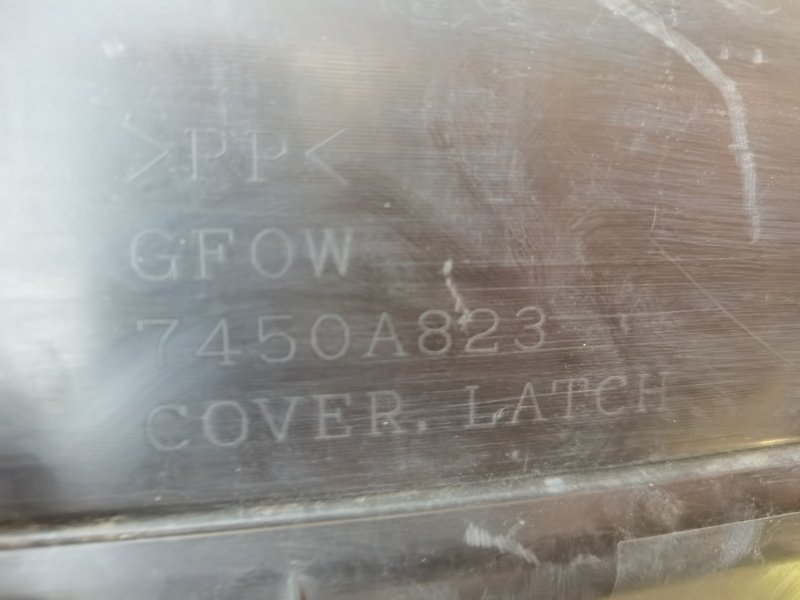 >PP<
GFOW
7450A823
COVER. LATCH